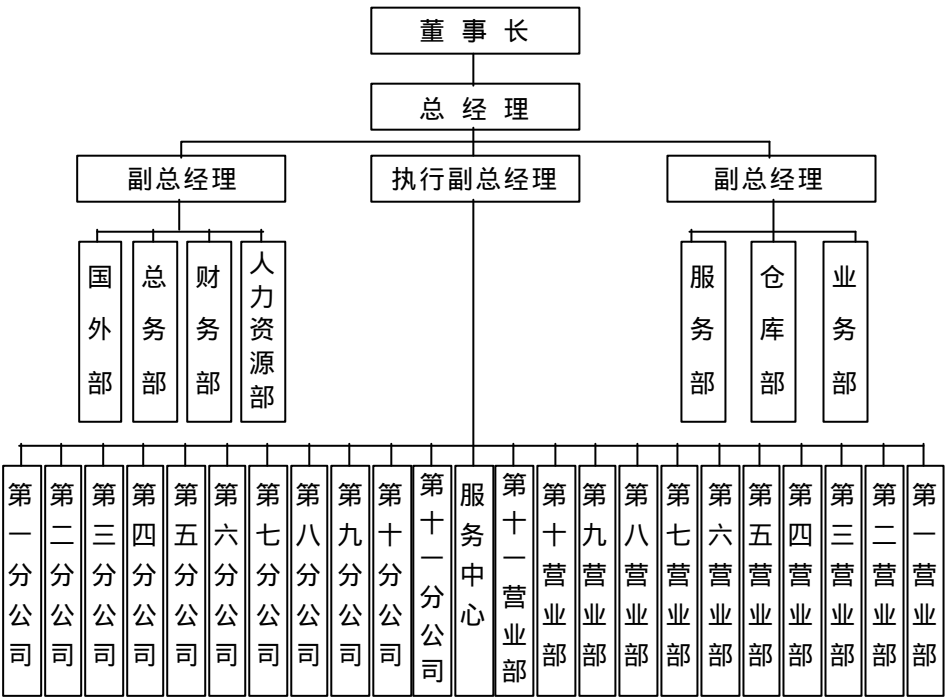 董事长
总经理
副总经理
执行副总经理
副总经理
国外部
总务部
财务部
人力资源部
服务部
仓库部
业务部
第一分公司
第二分公司
第三分公司
第四分公司
第五分公司
第六分公司
第七分公司
第八分公司
第九分公司
第十分公司
第十一分公司
服务中心
第十一营业部
第十营业部
第九营业部
第八营业部
第七营业部
第六营业部
第五营业部
第四营业部
第三营业部
第二营业部
第一营业部